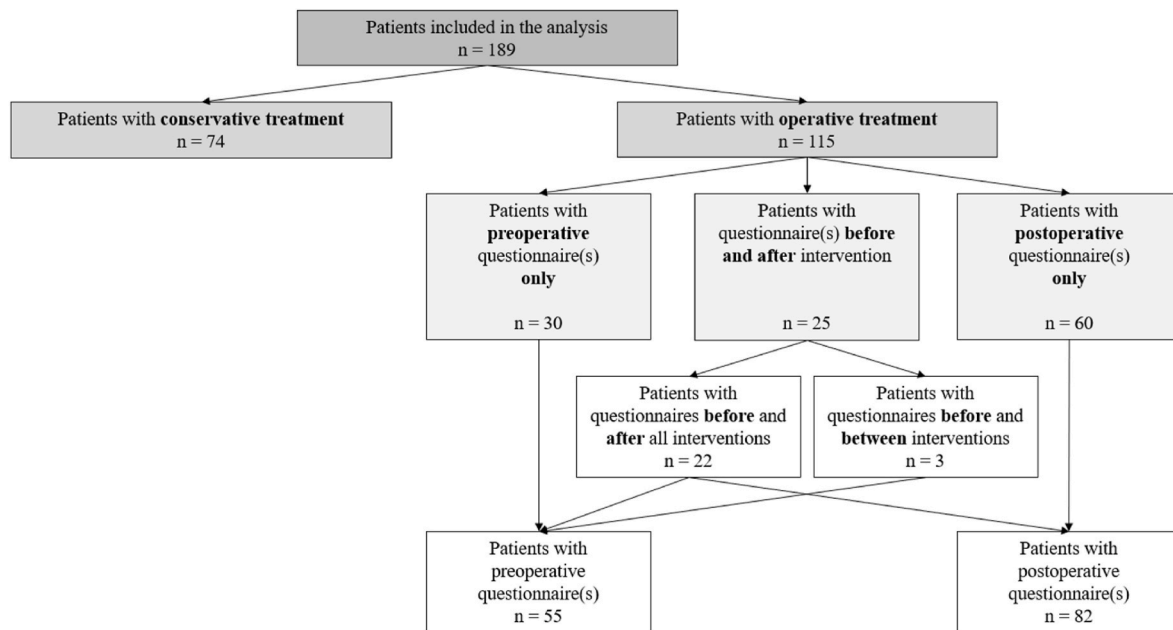 Patients included in the analysis
n = 189
Patients with conservative treatment
n = 74
Patients with operative treatment
n = 115
Patients with
preoperative
questionnaire(s)
only
n = 30
Patients with
questionnaire(s) before
and after intervention
n = 25
Patients with
postoperative
questionnaire(s)
only
n = 60
Patients with
questionnaires before and
after all interventions
n = 22
Patients with
questionnaires before and
between interventions
n = 3
Patients with
preoperative
questionnaire(s)
n = 55
Patients with
postoperative
questionnaire(s)
n = 82